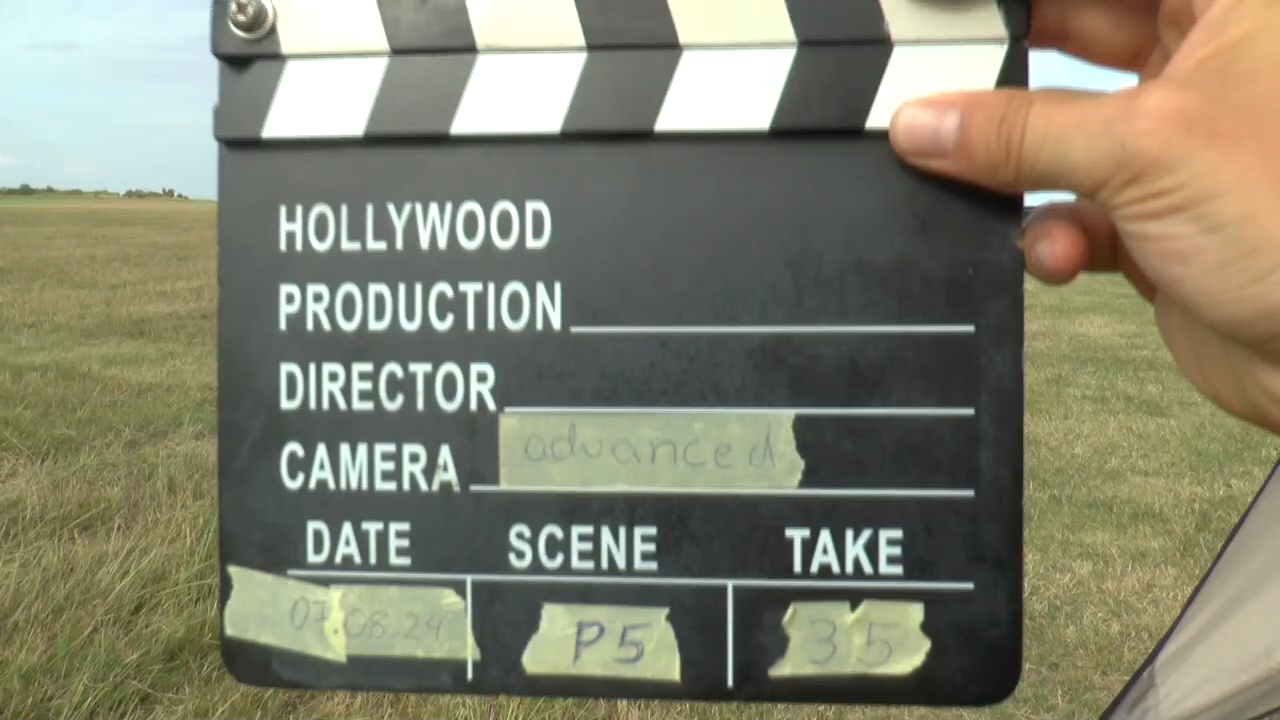 HOLLYWOOD
PRODUCTION
DIRECTOR
CAMERA advanced
DATE SCENE TAKE
07.08.24 P5 35